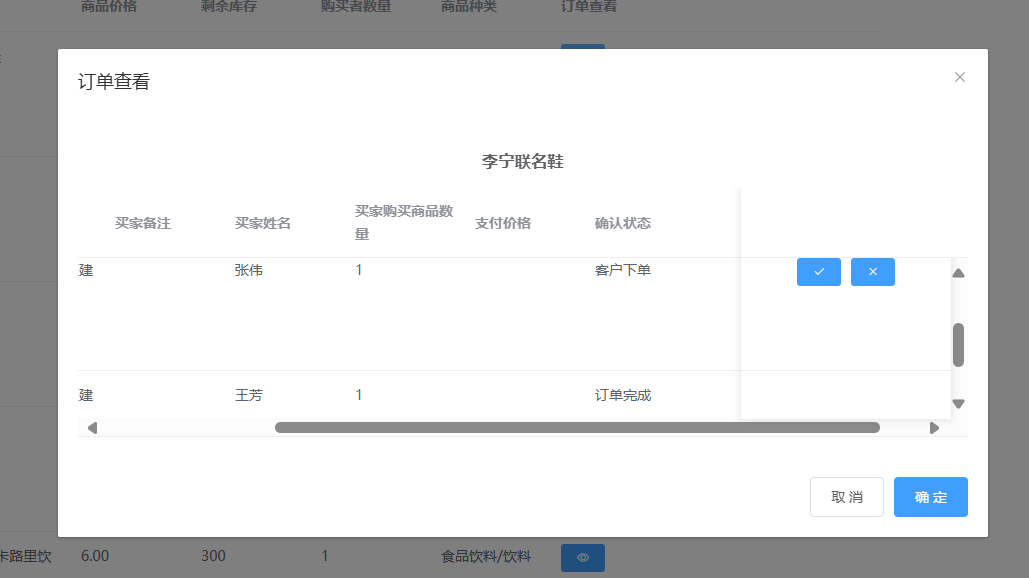 商品价格 剩余库存 购买者数量 商品种类 订单查看
订单查看
李宁联名鞋
买家备注 买家姓名 买家购买商品数量 支付价格 确认状态
建 张伟 1 客户下单
建 王芳 1 订单完成
取消 确定
卡路里饮 6.00 300 1 食品饮料/饮料